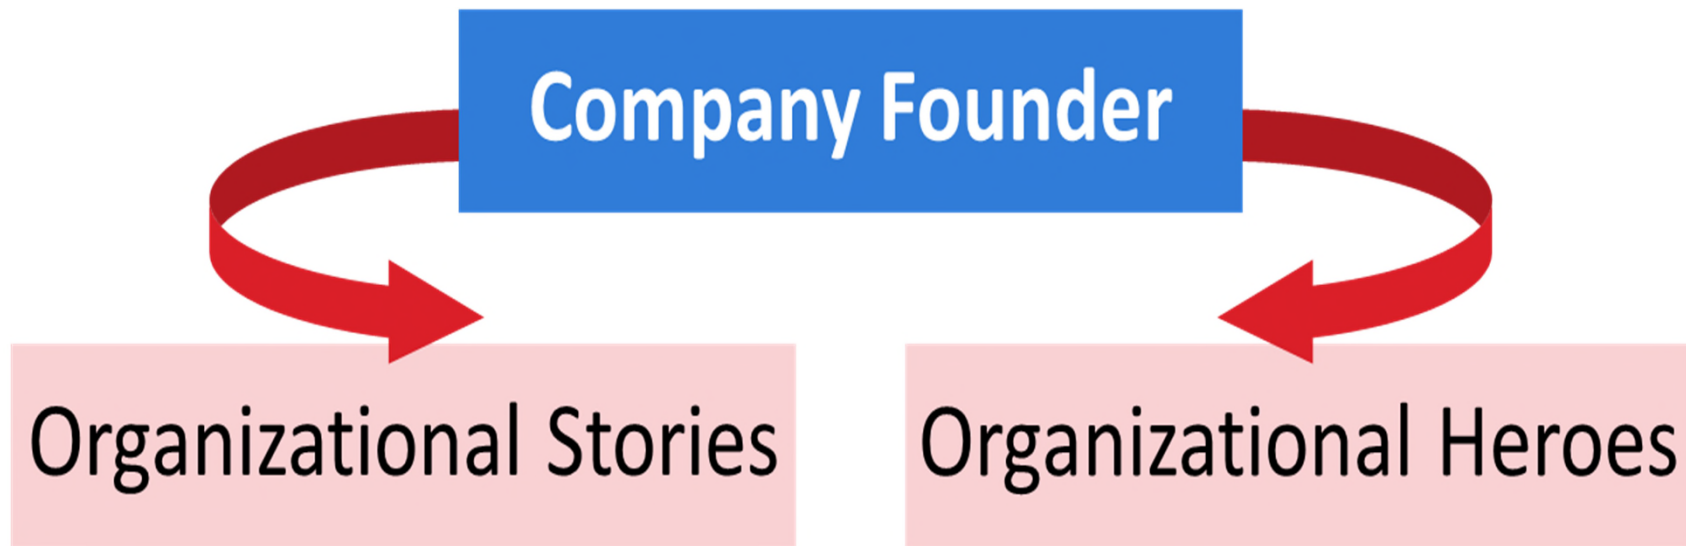 Company Founder
Organizational Stories
Organizational Heroes